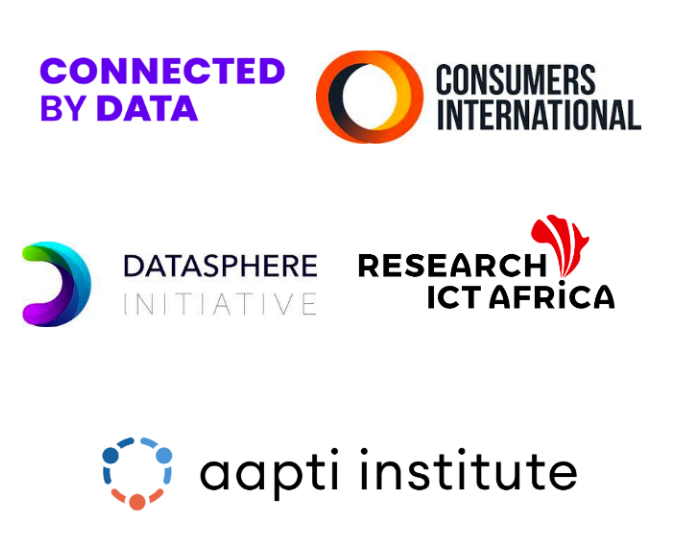 CONNECTED
BY DATA
CONSUMERS
INTERNATIONAL
DATASPHERE
INITIATIVE
RESEARCH
ICT AFRiCA
aapti institute